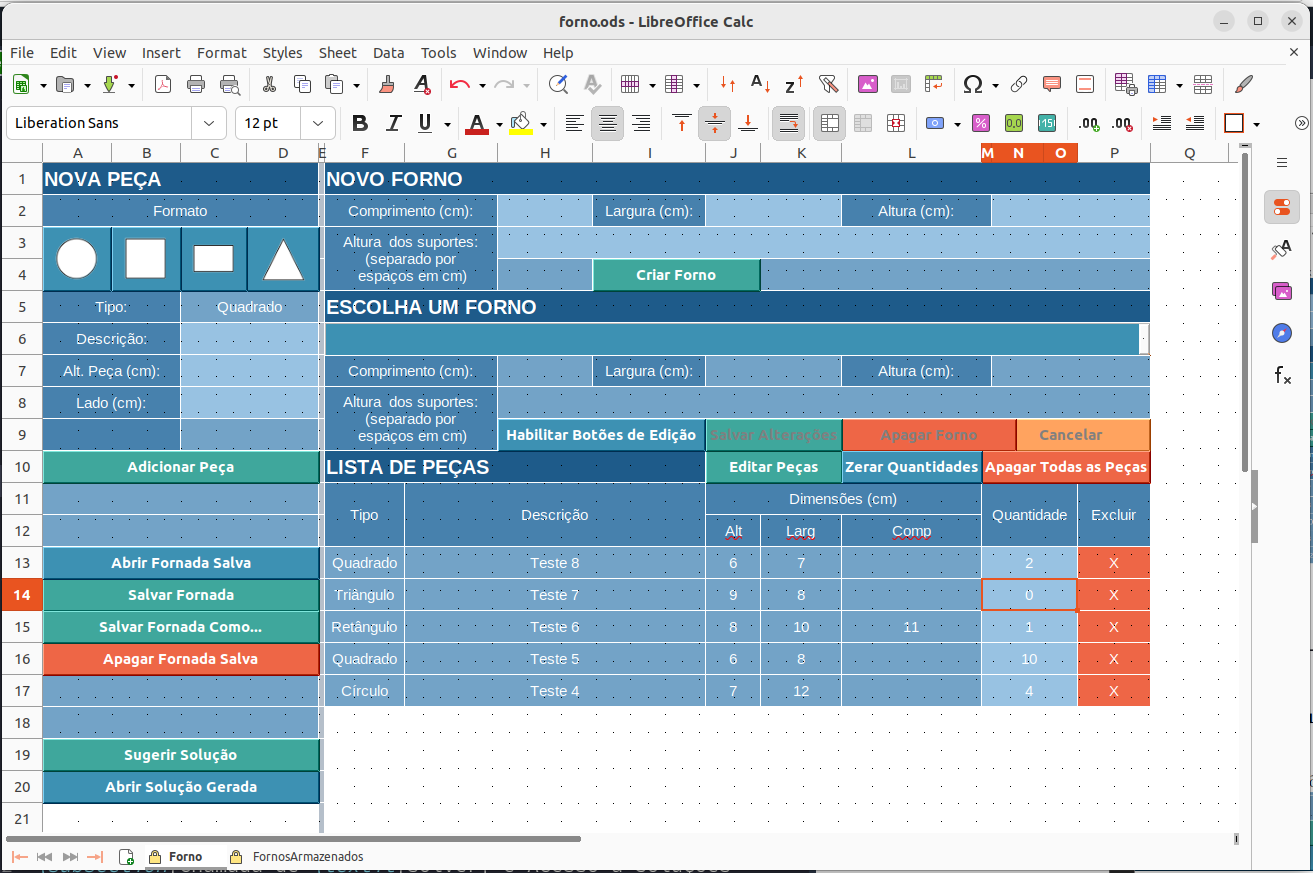 forno.ods - LibreOffice Calc
File Edit View Insert Format Styles Sheet Data Tools Window Help
Liberation Sans 12 pt
A B C D E F G H I J K L M N O P Q
1 NOVA PEÇA NOVO FORNO
2 Formato Comprimento (cm): Largura (cm): Altura (cm):
3 Altura dos suportes:
(separado por
4 espaços em cm) Criar Forno
5 Tipo: Quadrado ESCOLHA UM FORNO
6 Descrição:
7 Alt. Peça (cm): Comprimento (cm): Largura (cm): Altura (cm):
8 Lado (cm): Altura dos suportes:
(separado por
9 espaços em cm) Habilitar Botões de Edição Salvar Alterações Apagar Forno Cancelar
10 Adicionar Peça LISTA DE PEÇAS Editar Peças Zerar Quantidades Apagar Todas as Peças
11 Dimensões (cm)
Tipo Descrição Quantidade Excluir
12 Alt Larg Comp
13 Abrir Fornada Salva Quadrado Teste 8 6 7 2 X
14 Salvar Fornada Triângulo Teste 7 9 8 0 X
15 Salvar Fornada Como... Retângulo Teste 6 8 10 11 1 X
16 Apagar Fornada Salva Quadrado Teste 5 6 8 10 X
17 Círculo Teste 4 7 12 4 X
18
19 Sugerir Solução
20 Abrir Solução Gerada
21
Forno FornosArmazenados